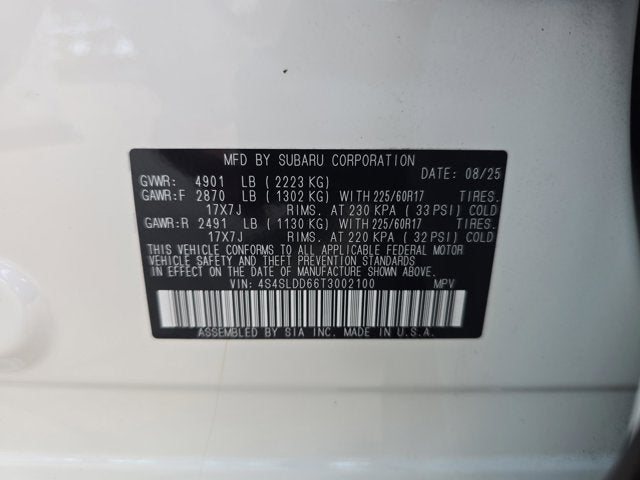 MFD BY SUBARU CORPORATION
DATE: 08/25
GVWR: 4901 LB (2223 KG)
GAWR:F 2870 LB (1302 KG) WITH 225/60R17 TIRES.
17X7J RIMS. AT 230 KPA (33 PSI) COLD
GAWR:R 2491 LB (1130 KG) WITH 225/60R17 TIRES.
17X7J RIMS. AT 220 KPA (32 PSI) COLD
THIS VEHICLE CONFORMS TO ALL APPLICABLE FEDERAL MOTOR
VEHICLE SAFETY AND THEFT PREVENTION STANDARDS
IN EFFECT ON THE DATE OF MANUFACTURE SHOWN ABOVE.
VIN: 4S4SLDD66T3002100 MPV
ASSEMBLED BY SIA INC. MADE IN U.S.A.